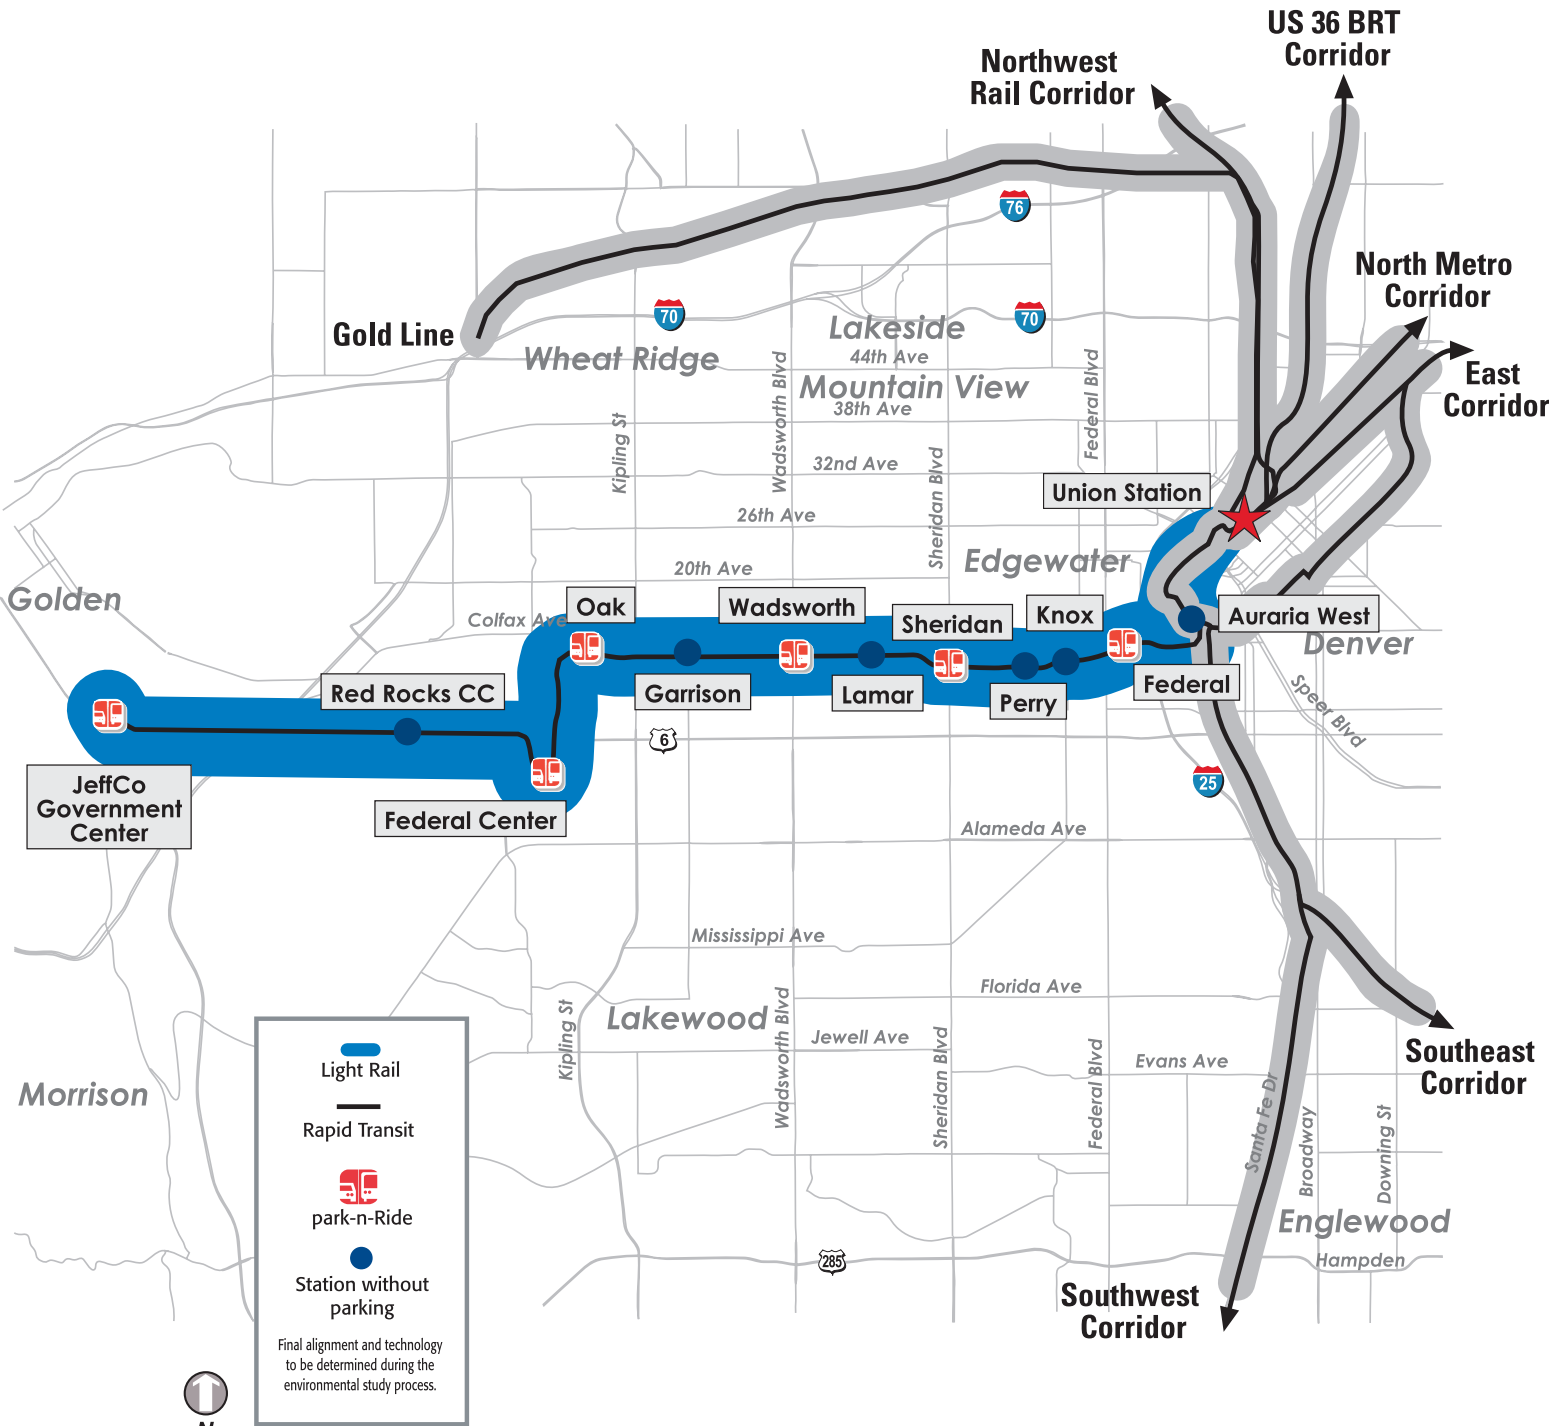 US 36 BRT
Corridor
Northwest
Rail Corridor
76
North Metro
Corridor
70
70
Gold Line
Lakeside
Wheat Ridge
44th Ave
Mountain View
38th Ave
East
Corridor
Kipling St
Wadsworth Blvd
Federal Blvd
Sheridan Blvd
32nd Ave
Union Station
26th Ave
Edgewater
20th Ave
Golden
Colfax Ave
Oak
Wadsworth
Sheridan
Knox
Auraria West
Denver
Red Rocks CC
Garrison
Lamar
Perry
Federal
Speer Blvd
6
25
JeffCo
Government
Center
Federal Center
Alameda Ave
Mississippi Ave
Florida Ave
Lakewood
Kipling St
Wadsworth Blvd
Jewell Ave
Sheridan Blvd
Federal Blvd
Evans Ave
Southeast
Corridor
Morrison
Santa Fe Dr
Broadway
Downing St
Englewood
Hampden
285
Southwest
Corridor
Light Rail
Rapid Transit
park-n-Ride
Station without
parking
Final alignment and technology
to be determined during the
environmental study process.
N